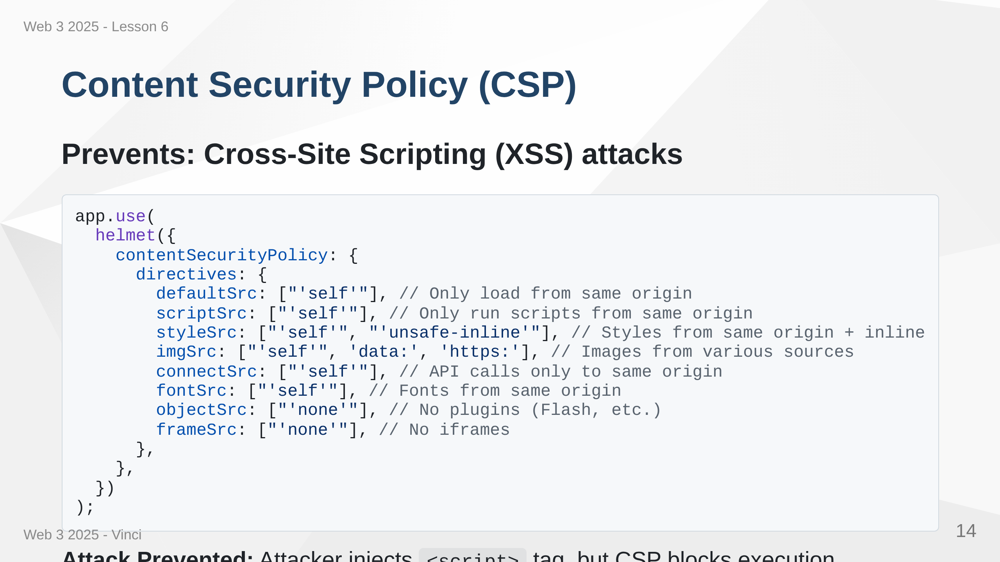 Web 3 2025 - Lesson 6
Content Security Policy (CSP)
Prevents: Cross-Site Scripting (XSS) attacks
app.use(
  helmet({
    contentSecurityPolicy: {
      directives: {
        defaultSrc: ["'self'"], // Only load from same origin
        scriptSrc: ["'self'"], // Only run scripts from same origin
        styleSrc: ["'self'", "'unsafe-inline'"], // Styles from same origin + inline
        imgSrc: ["'self'", 'data:', 'https:'], // Images from various sources
        connectSrc: ["'self'"], // API calls only to same origin
        fontSrc: ["'self'"], // Fonts from same origin
        objectSrc: ["'none'"], // No plugins (Flash, etc.)
        frameSrc: ["'none'"], // No iframes
      },
    },
  })
);
Web 3 2025 - Vinci
14
Attack Prevented: Attacker injects <script> tag, but CSP blocks execution